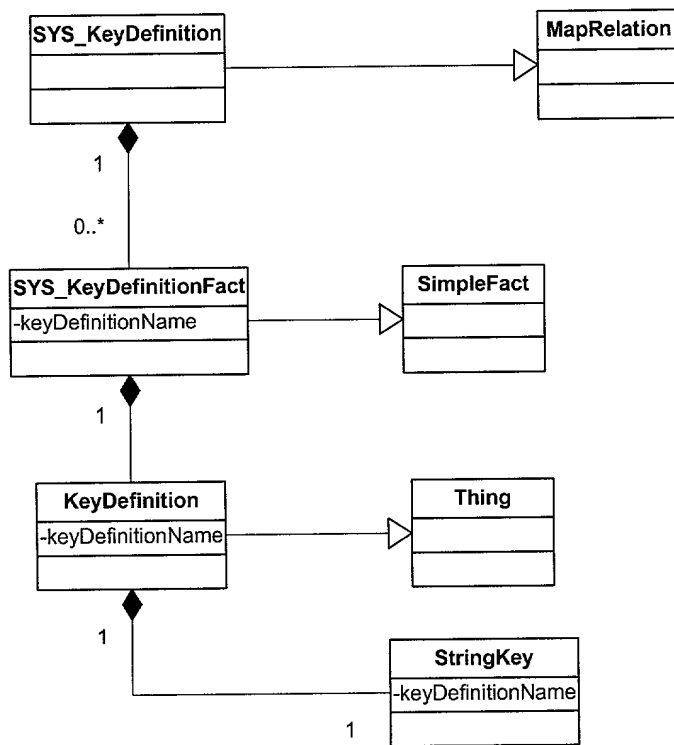 SYS_KeyDefinition
MapRelation
1
0..*
SYS_KeyDefinitionFact
-keyDefinitionName
SimpleFact
1
KeyDefinition
-keyDefinitionName
Thing
1
StringKey
-keyDefinitionName
1